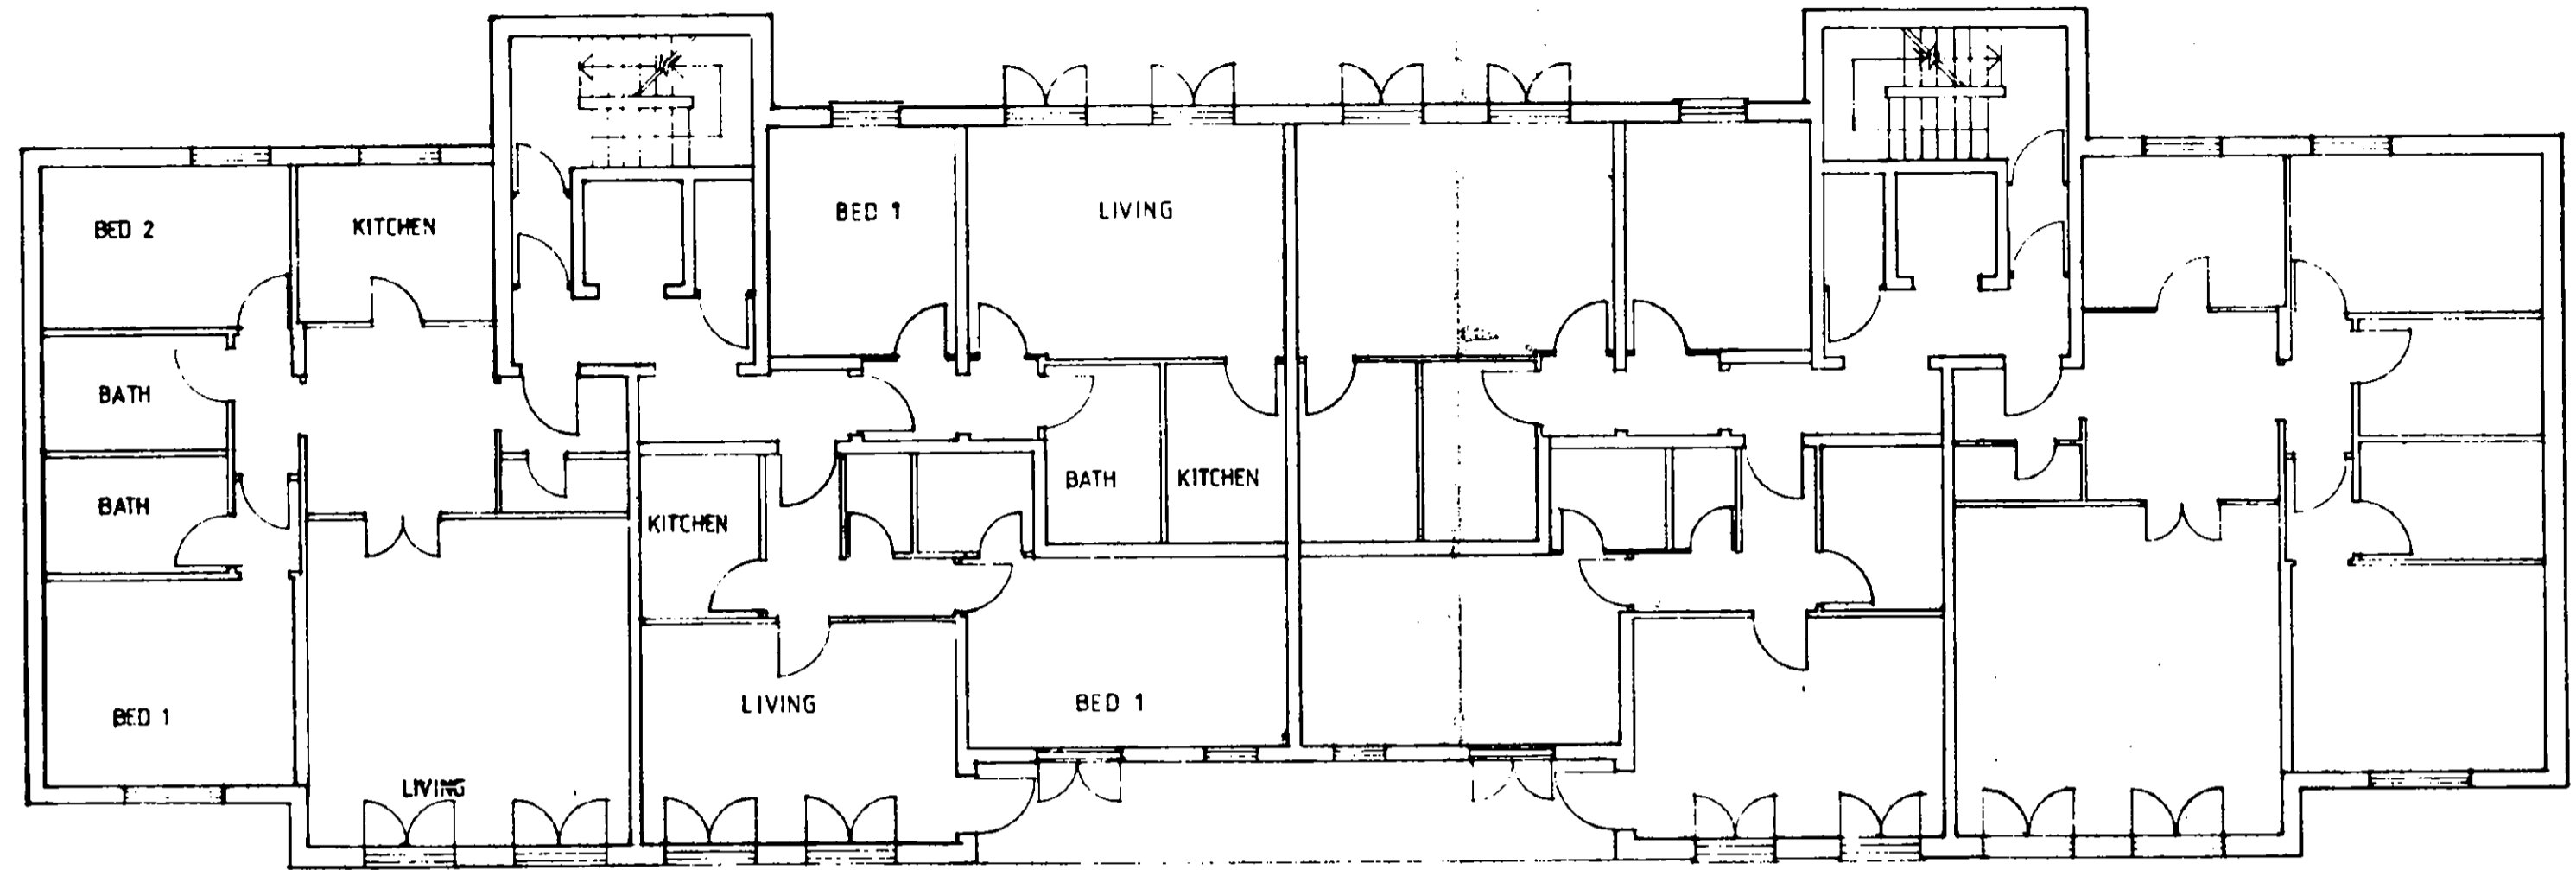 BED 2
KITCHEN
BED 1
LIVING
BATH
BATH
BATH
KITCHEN
KITCHEN
BED 1
LIVING
BED 1
LIVING